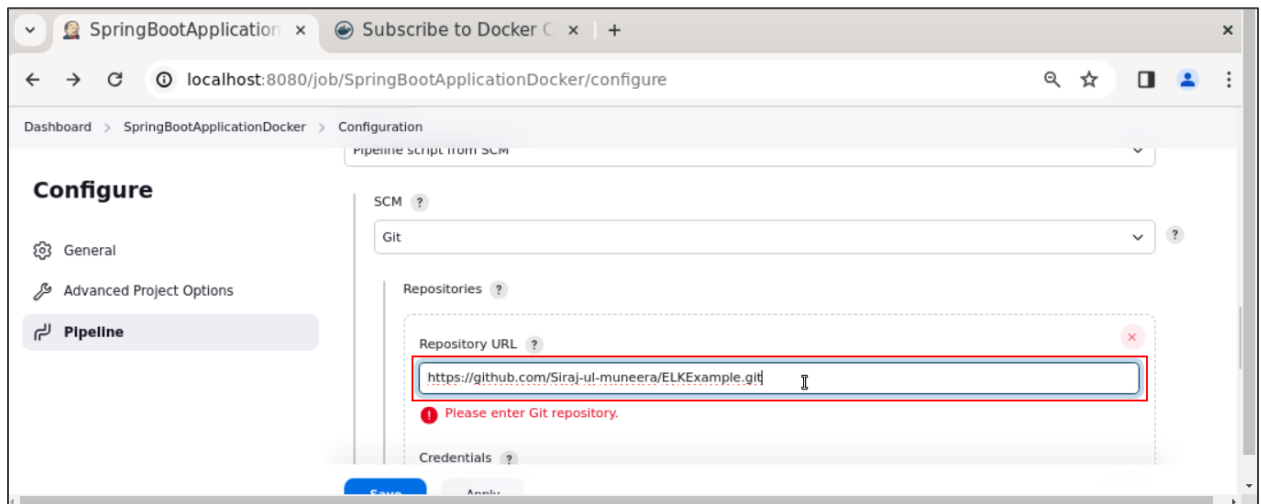 SpringBootApplication
Subscribe to Docker C
localhost:8080/job/SpringBootApplicationDocker/configure
Dashboard > SpringBootApplicationDocker > Configuration
Pipeline script from SCM
Configure
SCM ?
Git
?
General
Repositories ?
Advanced Project Options
Pipeline
Repository URL ?
https://github.com/Siraj-ul-muneera/ELKExample.git
! Please enter Git repository.
Credentials ?
Save Apply